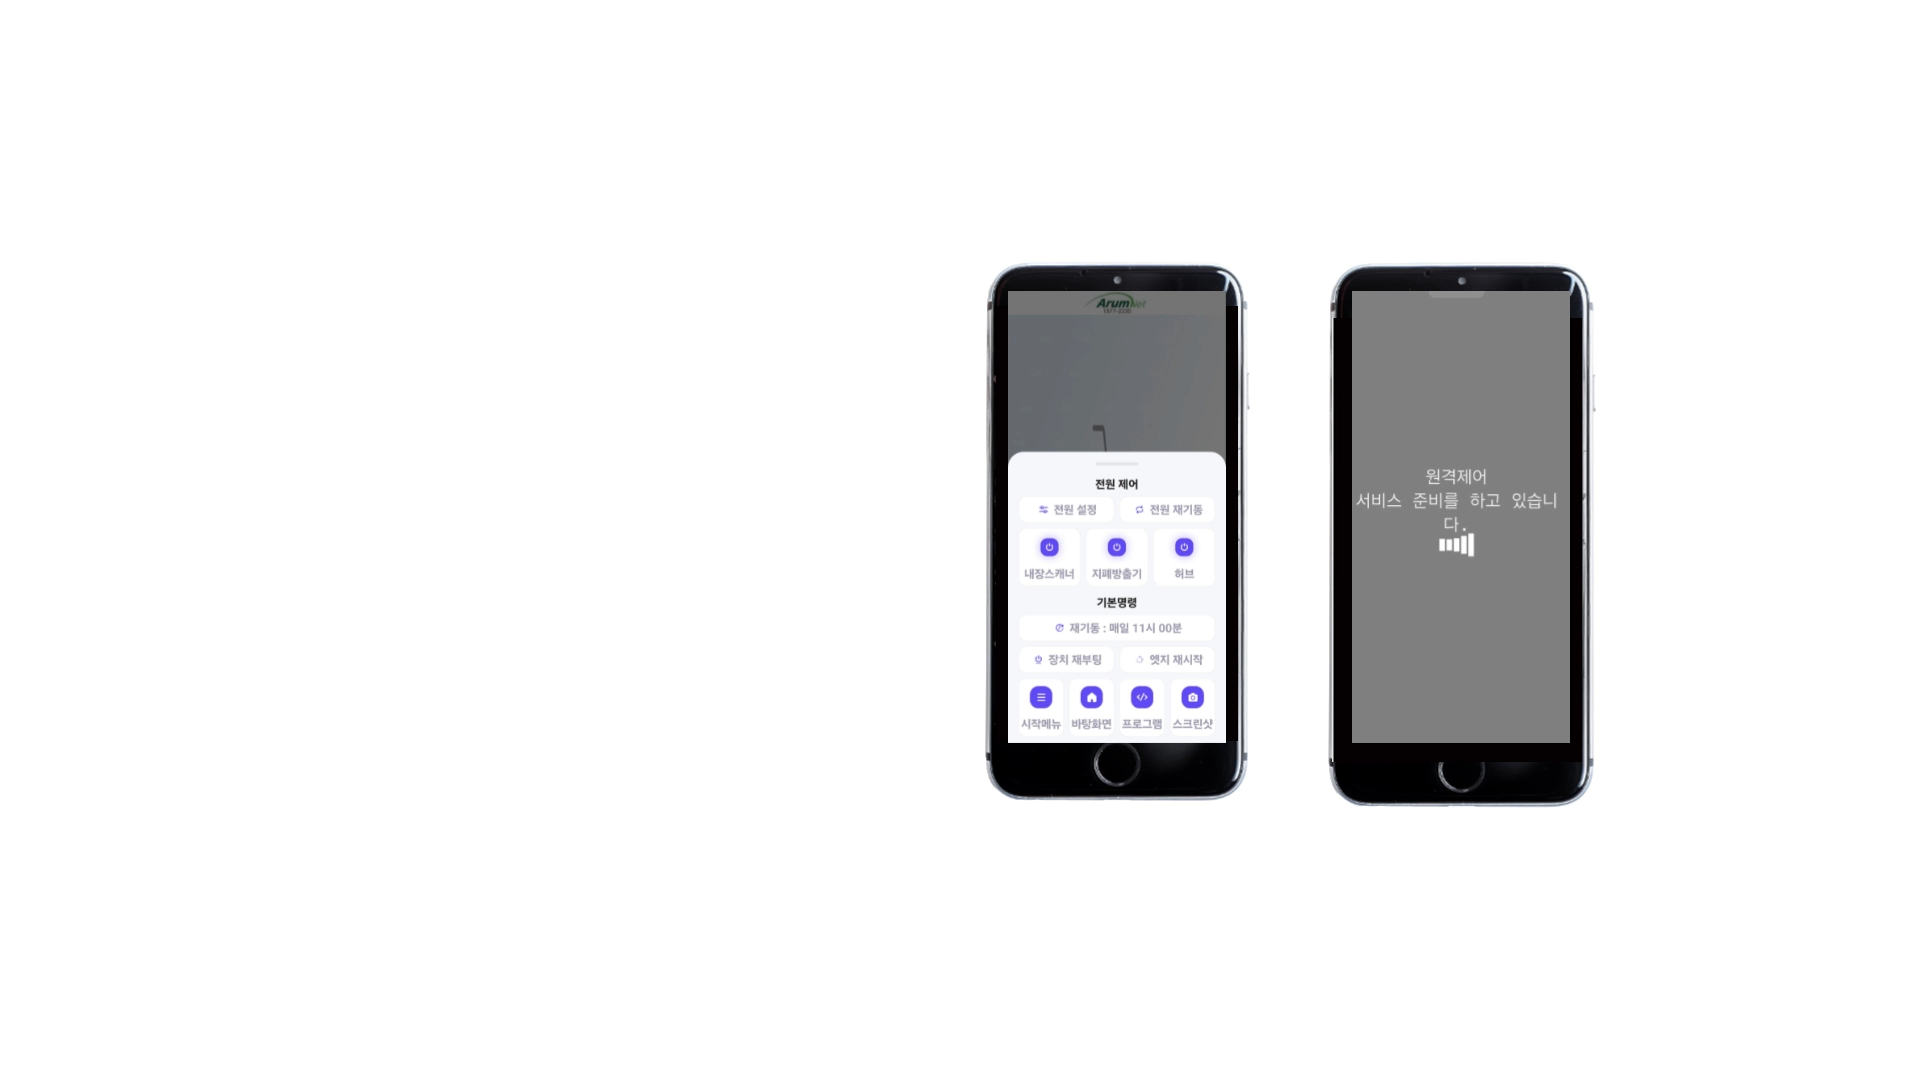 ArumNet
전원 제어
전원 설정
전원 재기동
내장스캐너
지폐방출기
허브
기본명령
재기동 : 매일 11시 00분
장치 재부팅
엣지 재시작
시작메뉴
바탕화면
프로그램
스크린샷
원격제어
서비스 준비를 하고 있습니
다.